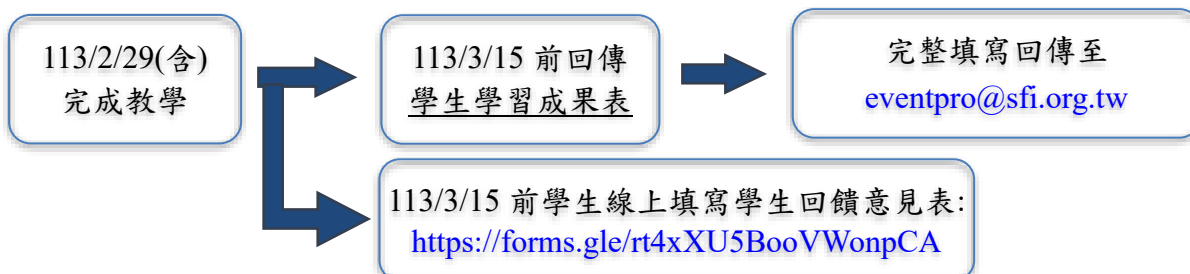 113/2/29(含)
完成教學
113/3/15 前回傳
學生學習成果表
完整填寫回傳至
eventpro@sfi.org.tw
113/3/15 前學生線上填寫學生回饋意見表:
https://forms.gle/rt4xXU5BooVWonpCA